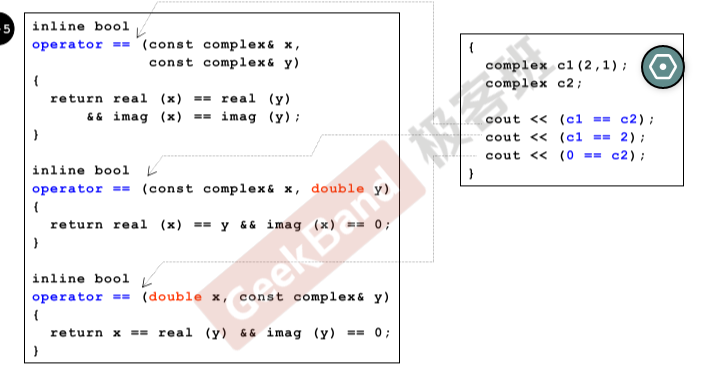 5
inline bool
operator == (const complex& x,
             const complex& y)
{
  return real (x) == real (y)
      && imag (x) == imag (y);
}
inline bool
operator == (const complex& x, double y)
{
  return real (x) == y && imag (x) == 0;
}
inline bool
operator == (double x, const complex& y)
{
  return x == real (y) && imag (y) == 0;
}
{
  complex c1(2,1);
  complex c2;
  cout << (c1 == c2);
  cout << (c1 == 2);
  cout << (0 == c2);
}
GeekBand 极客班